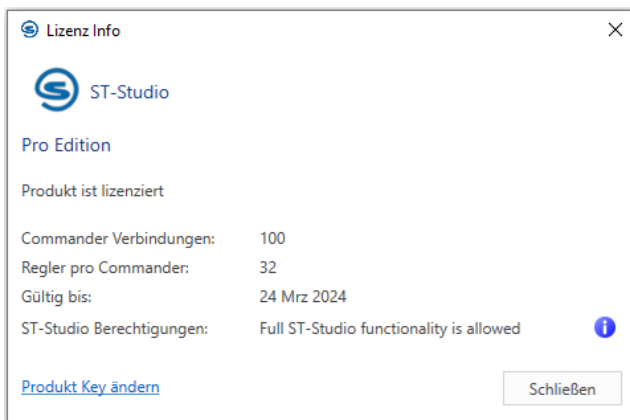 Lizenz Info
ST-Studio
Pro Edition
Produkt ist lizenziert
Commander Verbindungen: 100
Regler pro Commander: 32
Gültig bis: 24 Mrz 2024
ST-Studio Berechtigungen: Full ST-Studio functionality is allowed
Produkt Key ändern Schließen